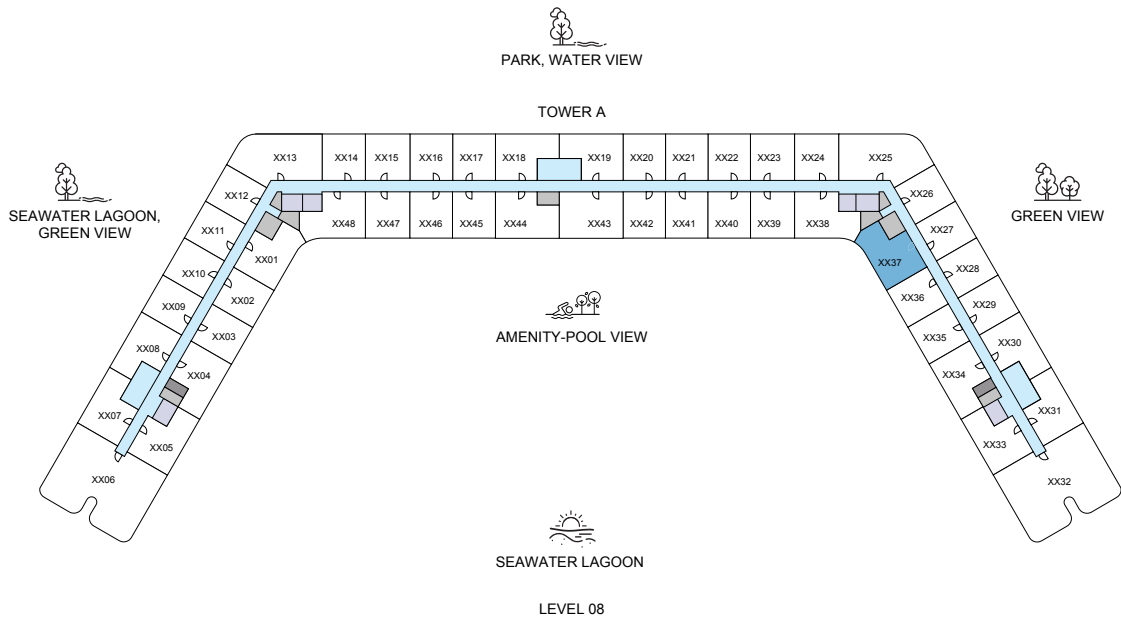 PARK, WATER VIEW
TOWER A
XX13
XX14
XX15
XX16
XX17
XX18
XX19
XX20
XX21
XX22
XX23
XX24
XX25
XX12
XX26
SEAWATER LAGOON,
GREEN VIEW
GREEN VIEW
XX48
XX47
XX46
XX45
XX44
XX43
XX42
XX41
XX40
XX39
XX38
XX11
XX27
XX01
XX37
XX10
XX28
XX02
XX36
XX09
XX29
XX03
XX35
AMENITY-POOL VIEW
XX08
XX30
XX04
XX34
XX07
XX31
XX05
XX33
XX06
XX32
SEAWATER LAGOON
LEVEL 08